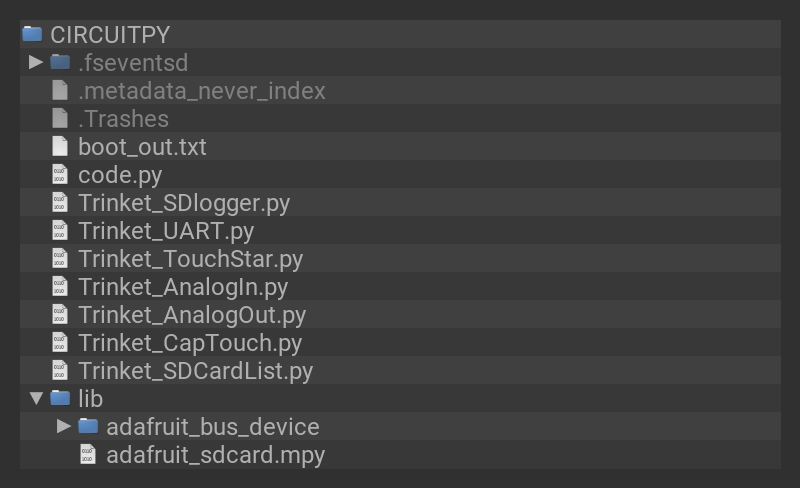 CIRCUITPY
.fseventsd
.metadata_never_index
.Trashes
boot_out.txt
code.py
Trinket_SDlogger.py
Trinket_UART.py
Trinket_TouchStar.py
Trinket_AnalogIn.py
Trinket_AnalogOut.py
Trinket_CapTouch.py
Trinket_SDCardList.py
lib
adafruit_bus_device
adafruit_sdcard.mpy